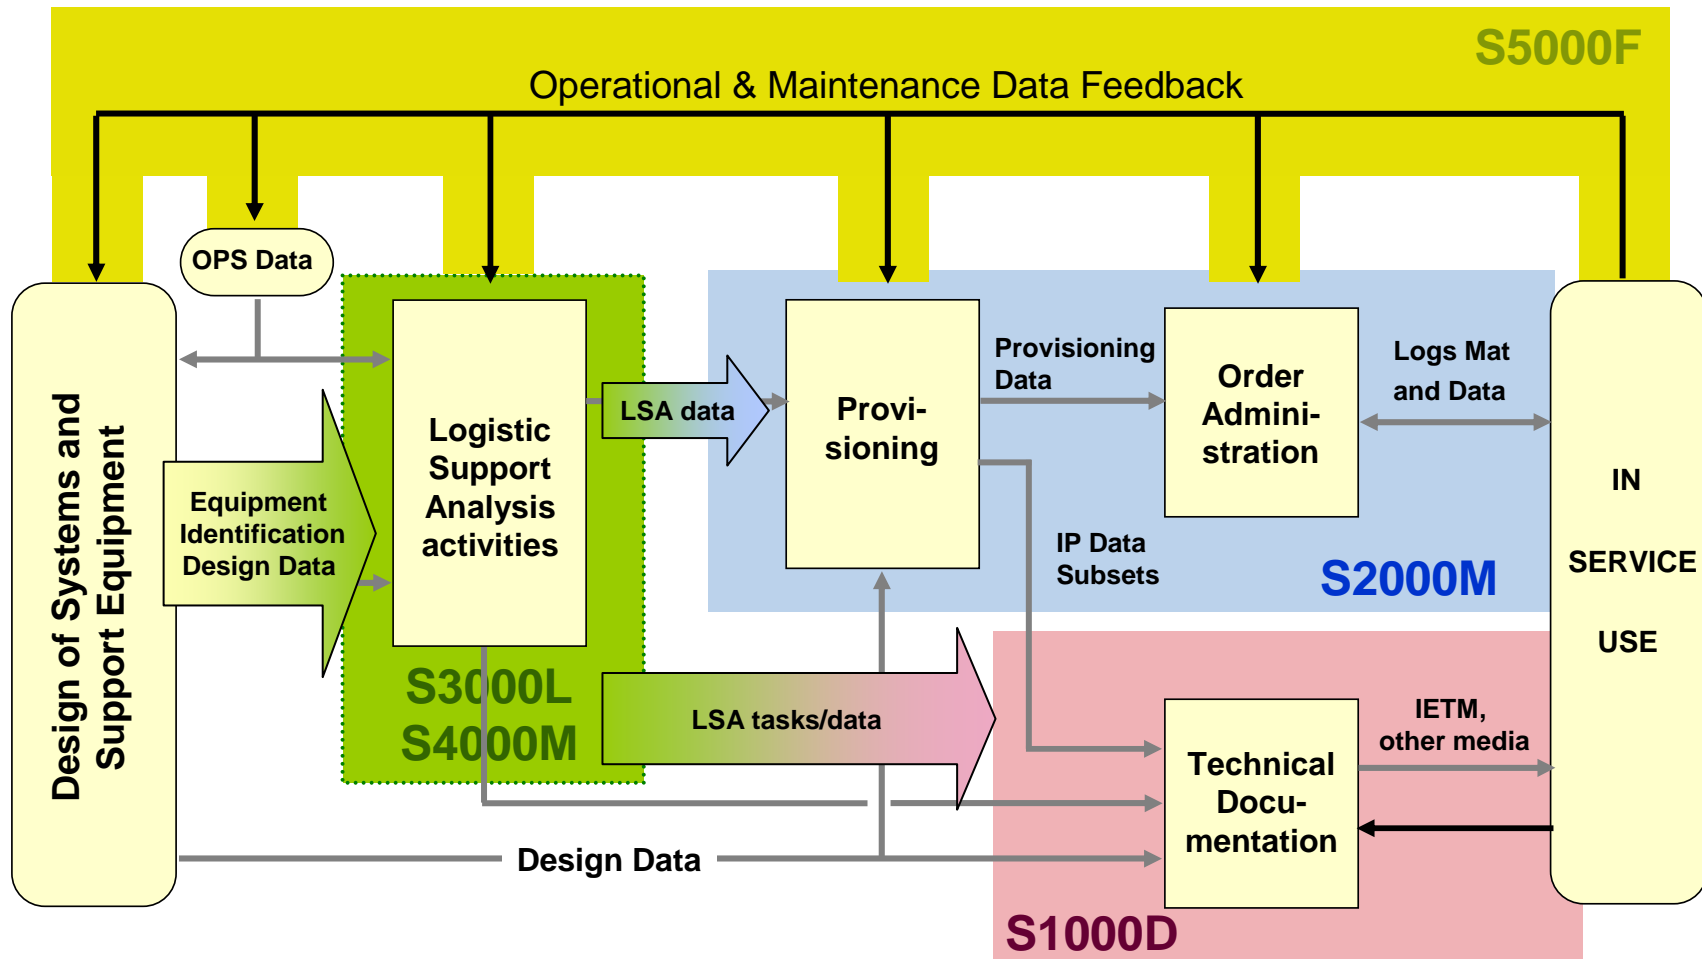 S5000F
Operational & Maintenance Data Feedback
OPS Data
Design of Systems and
Support Equipment
Equipment
Identification
Design Data
Logistic
Support
Analysis
activities
S3000L
S4000M
LSA data
Provi-
sioning
Provisioning
Data
Order
Admini-
stration
Logs Mat
and Data
IP Data
Subsets
S2000M
IN
SERVICE
USE
LSA tasks/data
Technical
Docu-
mentation
IETM,
other media
Design Data
S1000D